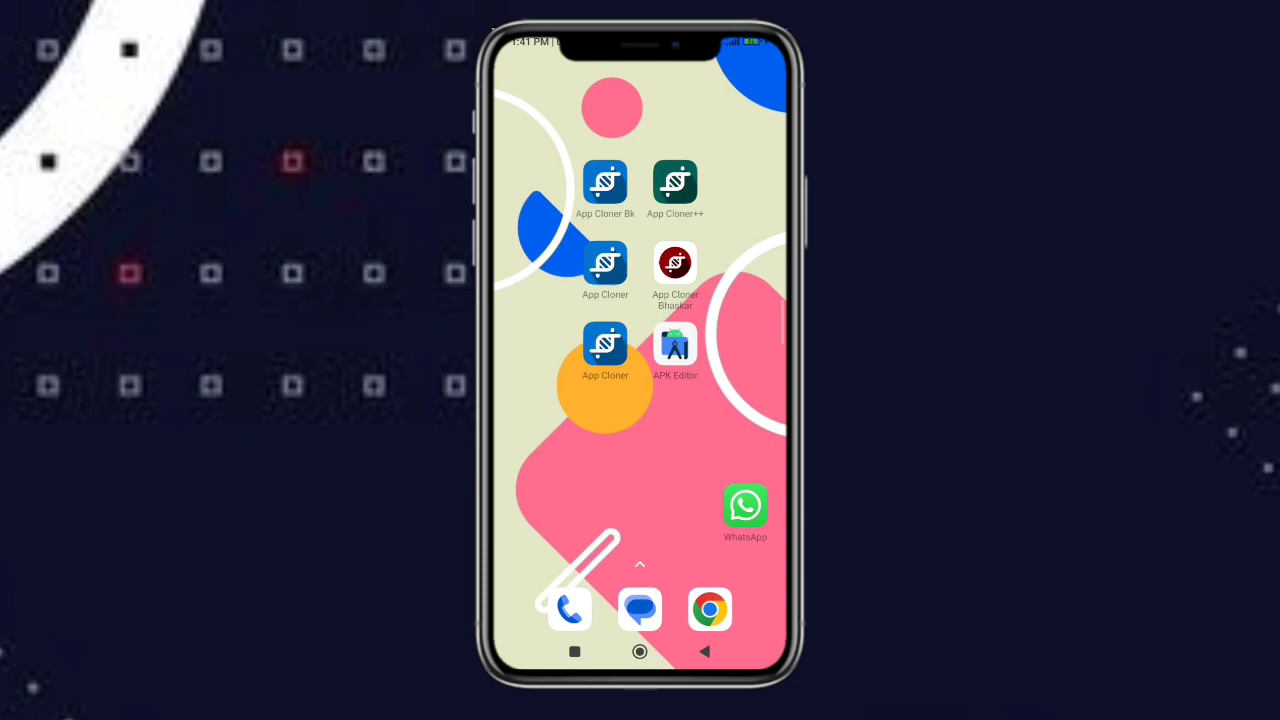 1:41 PM |
App Cloner Bk
App Cloner++
App Cloner
App Cloner
Bhaskar
App Cloner
APK Editor
WhatsApp